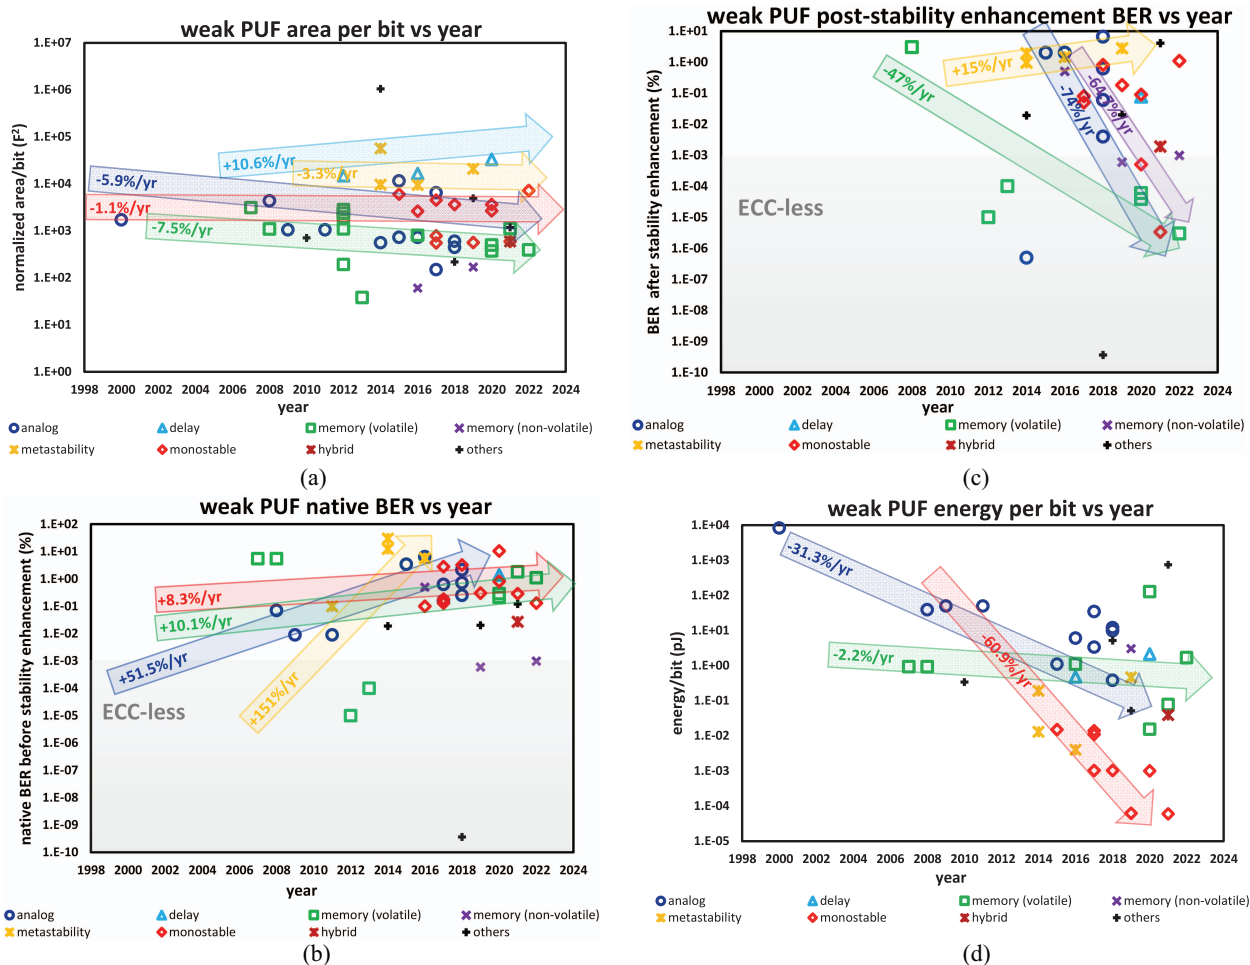 weak PUF area per bit vs year
normalized area/bit (F²)
1.E+07
1.E+06
1.E+05
1.E+04
1.E+03
1.E+02
1.E+01
1.E+00
+10.6%/yr
-3.3%/yr
-5.9%/yr
-1.1%/yr
-7.5%/yr
1998 2000 2002 2004 2006 2008 2010 2012 2014 2016 2018 2020 2022 2024
year
analog delay memory (volatile) memory (non-volatile)
metastability monostable hybrid others
(a)
weak PUF post-stability enhancement BER vs year
BER after stability enhancement (%)
1.E+01
1.E+00
1.E-01
1.E-02
1.E-03
1.E-04
1.E-05
1.E-06
1.E-07
1.E-08
1.E-09
1.E-10
+15%/yr
-47%/yr
-74%/yr
ECC-less
1998 2000 2002 2004 2006 2008 2010 2012 2014 2016 2018 2020 2022 2024
year
analog delay memory (volatile) memory (non-volatile)
metastability monostable hybrid others
(c)
weak PUF native BER vs year
native BER before stability enhancement (%)
1.E+02
1.E+01
1.E+00
1.E-01
1.E-02
1.E-03
1.E-04
1.E-05
1.E-06
1.E-07
1.E-08
1.E-09
1.E-10
+8.3%/yr
+10.1%/yr
+51.5%/yr
+151%/yr
ECC-less
1998 2000 2002 2004 2006 2008 2010 2012 2014 2016 2018 2020 2022 2024
year
analog delay memory (volatile) memory (non-volatile)
metastability monostable hybrid others
(b)
weak PUF energy per bit vs year
energy/bit (pJ)
1.E+04
1.E+02
1.E+01
1.E+00
1.E-01
1.E-02
1.E-03
1.E-04
1.E-05
-31.3%/yr
-60.9%/yr
-2.2%/yr
1998 2000 2002 2004 2006 2008 2010 2012 2014 2016 2018 2020 2022 2024
year
analog delay memory (volatile) memory (non-volatile)
metastability monostable hybrid others
(d)